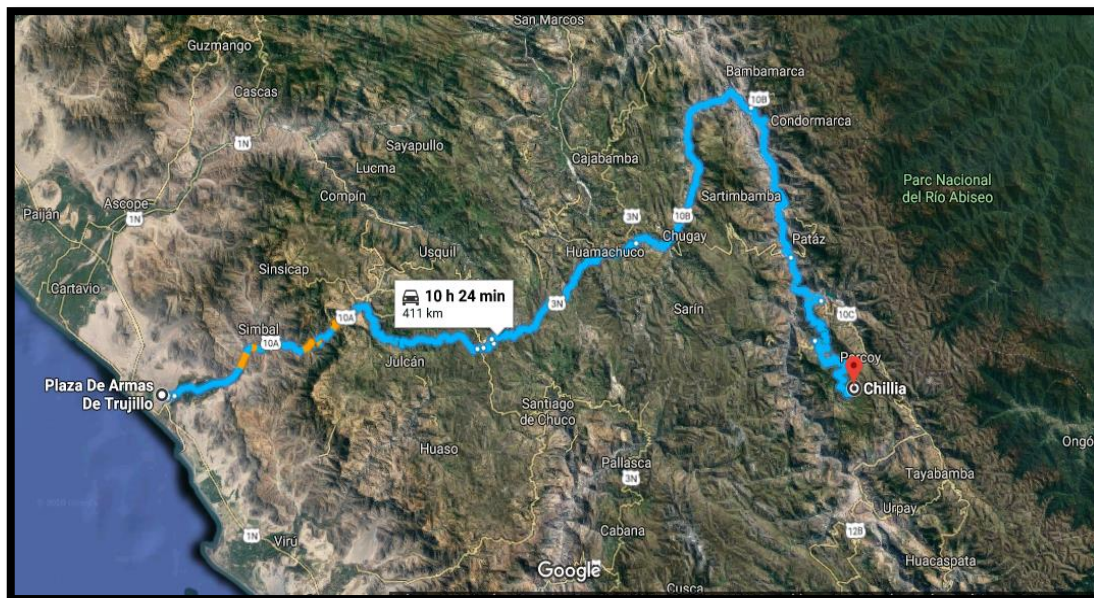 San Marcos
Guzmango
Bambamarca
Cascas
10B
Condormarca
1N
Sayapullo
Cajabamba
Lucma
Parc Nacional
del Río Abiseo
Compín
Sartimbamba
Ascope
Paiján
1N
3N
10B
Chugay
Usquil
Huamachuco
Pataz
Sinsicap
Cartavio
10 h 24 min
411 km
3N
Sarín
10C
10A
Simbal
10A
Julcán
Parcoy
Plaza De Armas
De Trujillo
Chillia
Santiago
de Chuco
Huaso
Ongó
Pallasca
3N
Tayabamba
Urpay
1N
Virú
Cabana
12B
Google
Huacaspata
Cusca